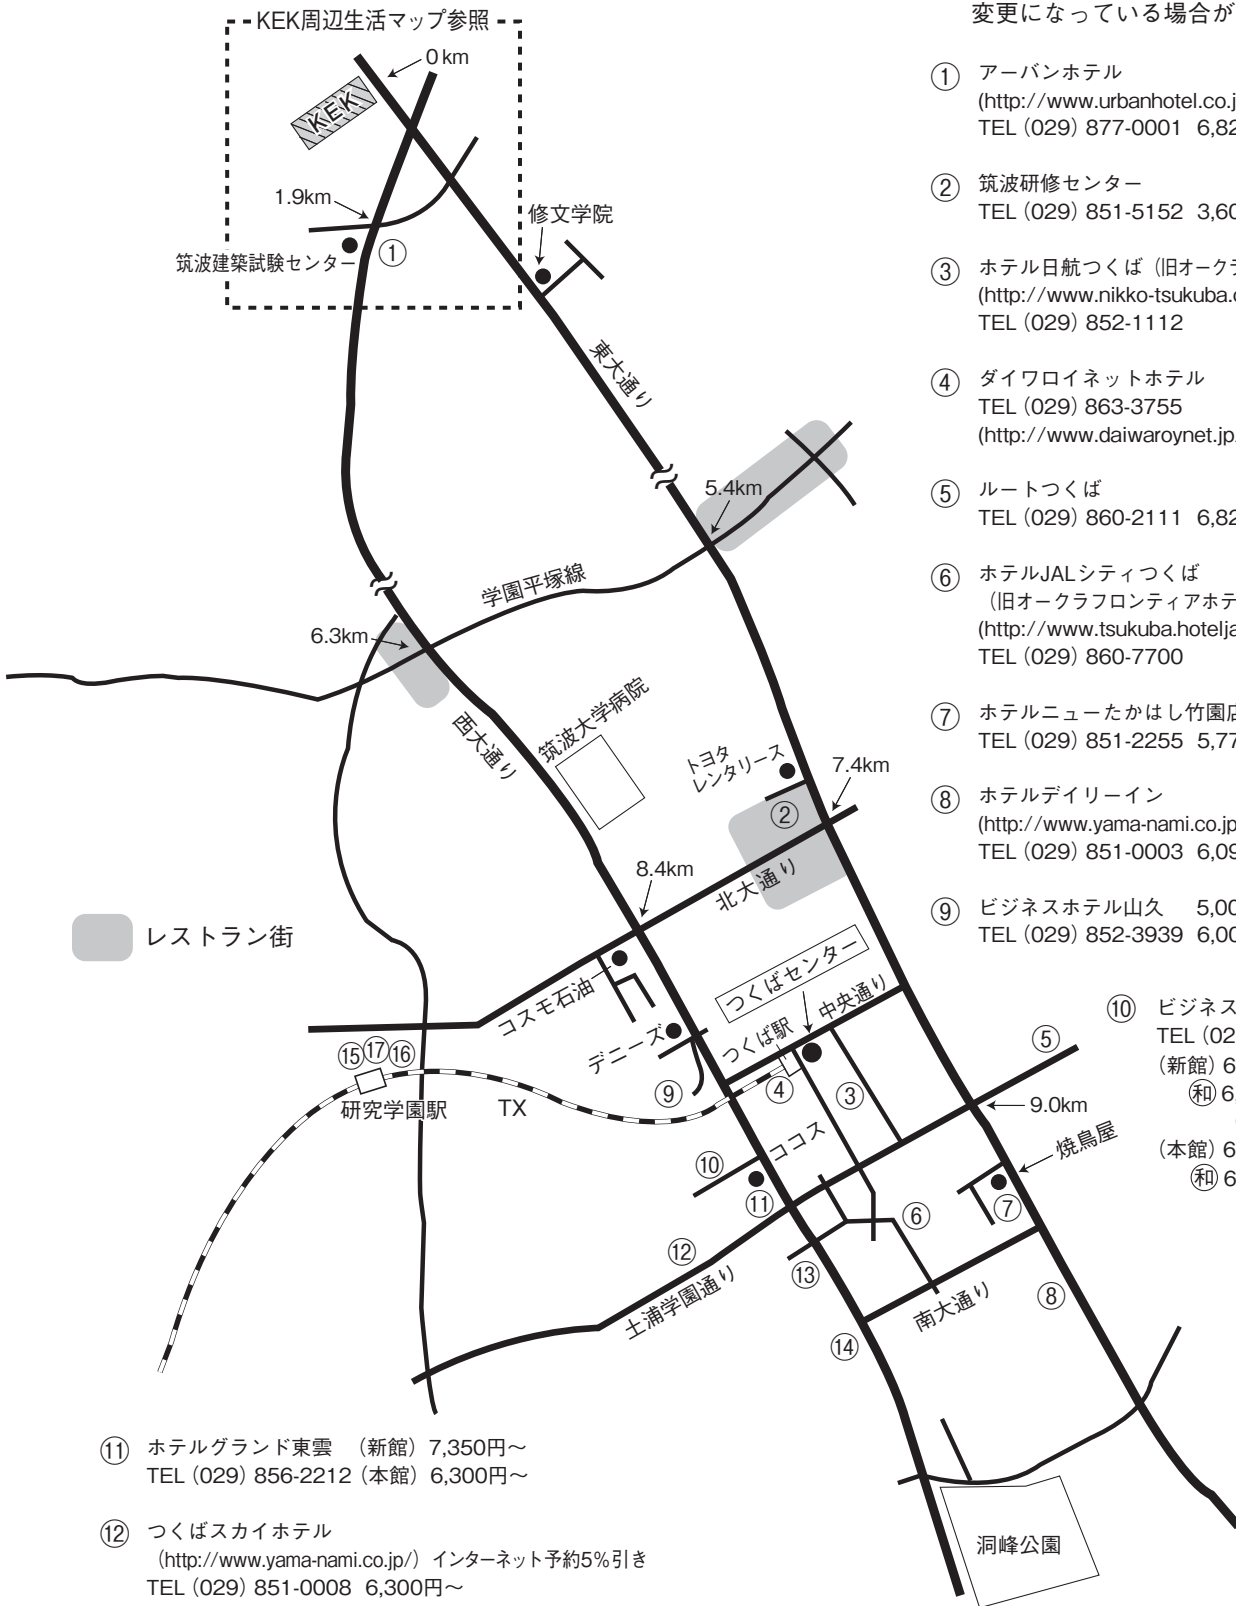 KEK周辺生活マップ参照
0 km
KEK
1.9km
修文学院
筑波建築試験センター
①
東大通り
5.4km
学園平塚線
6.3km
西大通り
筑波大学病院
トヨタ
レンタリース
7.4km
②
8.4km
北大通り
レストラン街
つくばセンター
コスモ石油
中央通り
つくば駅
デニーズ
⑤
⑮⑰⑯
研究学園駅
TX
⑨
④
③
9.0km
ココス
焼鳥屋
⑩
⑪
⑦
⑥
⑫
⑬
土浦学園通り
⑧
南大通り
⑭
洞峰公園
変更になっている場合が
① アーバンホテル
(http://www.urbanhotel.co.j
TEL (029) 877-0001 6,82
② 筑波研修センター
TEL (029) 851-5152 3,60
③ ホテル日航つくば（旧オークラ
(http://www.nikko-tsukuba.c
TEL (029) 852-1112
④ ダイワロイネットホテル
TEL (029) 863-3755
(http://www.daiwaroynet.jp
⑤ ルートつくば
TEL (029) 860-2111 6,82
⑥ ホテルJALシティつくば
（旧オークラフロンティアホテ
(http://www.tsukuba.hotelja
TEL (029) 860-7700
⑦ ホテルニューたかはし竹園店
TEL (029) 851-2255 5,77
⑧ ホテルデイリーイン
(http://www.yama-nami.co.jp
TEL (029) 851-0003 6,09
⑨ ビジネスホテル山久 5,00
TEL (029) 852-3939 6,00
⑩ ビジネス
TEL (02
（新館）6
㊙和 6
（本館）6
和 6
⑪ ホテルグランド東雲 （新館）7,350円～
TEL (029) 856-2212（本館）6,300円～
⑫ つくばスカイホテル
（http://www.yama-nami.co.jp/）インターネット予約5%引き
TEL (029) 851-0008 6,300円～